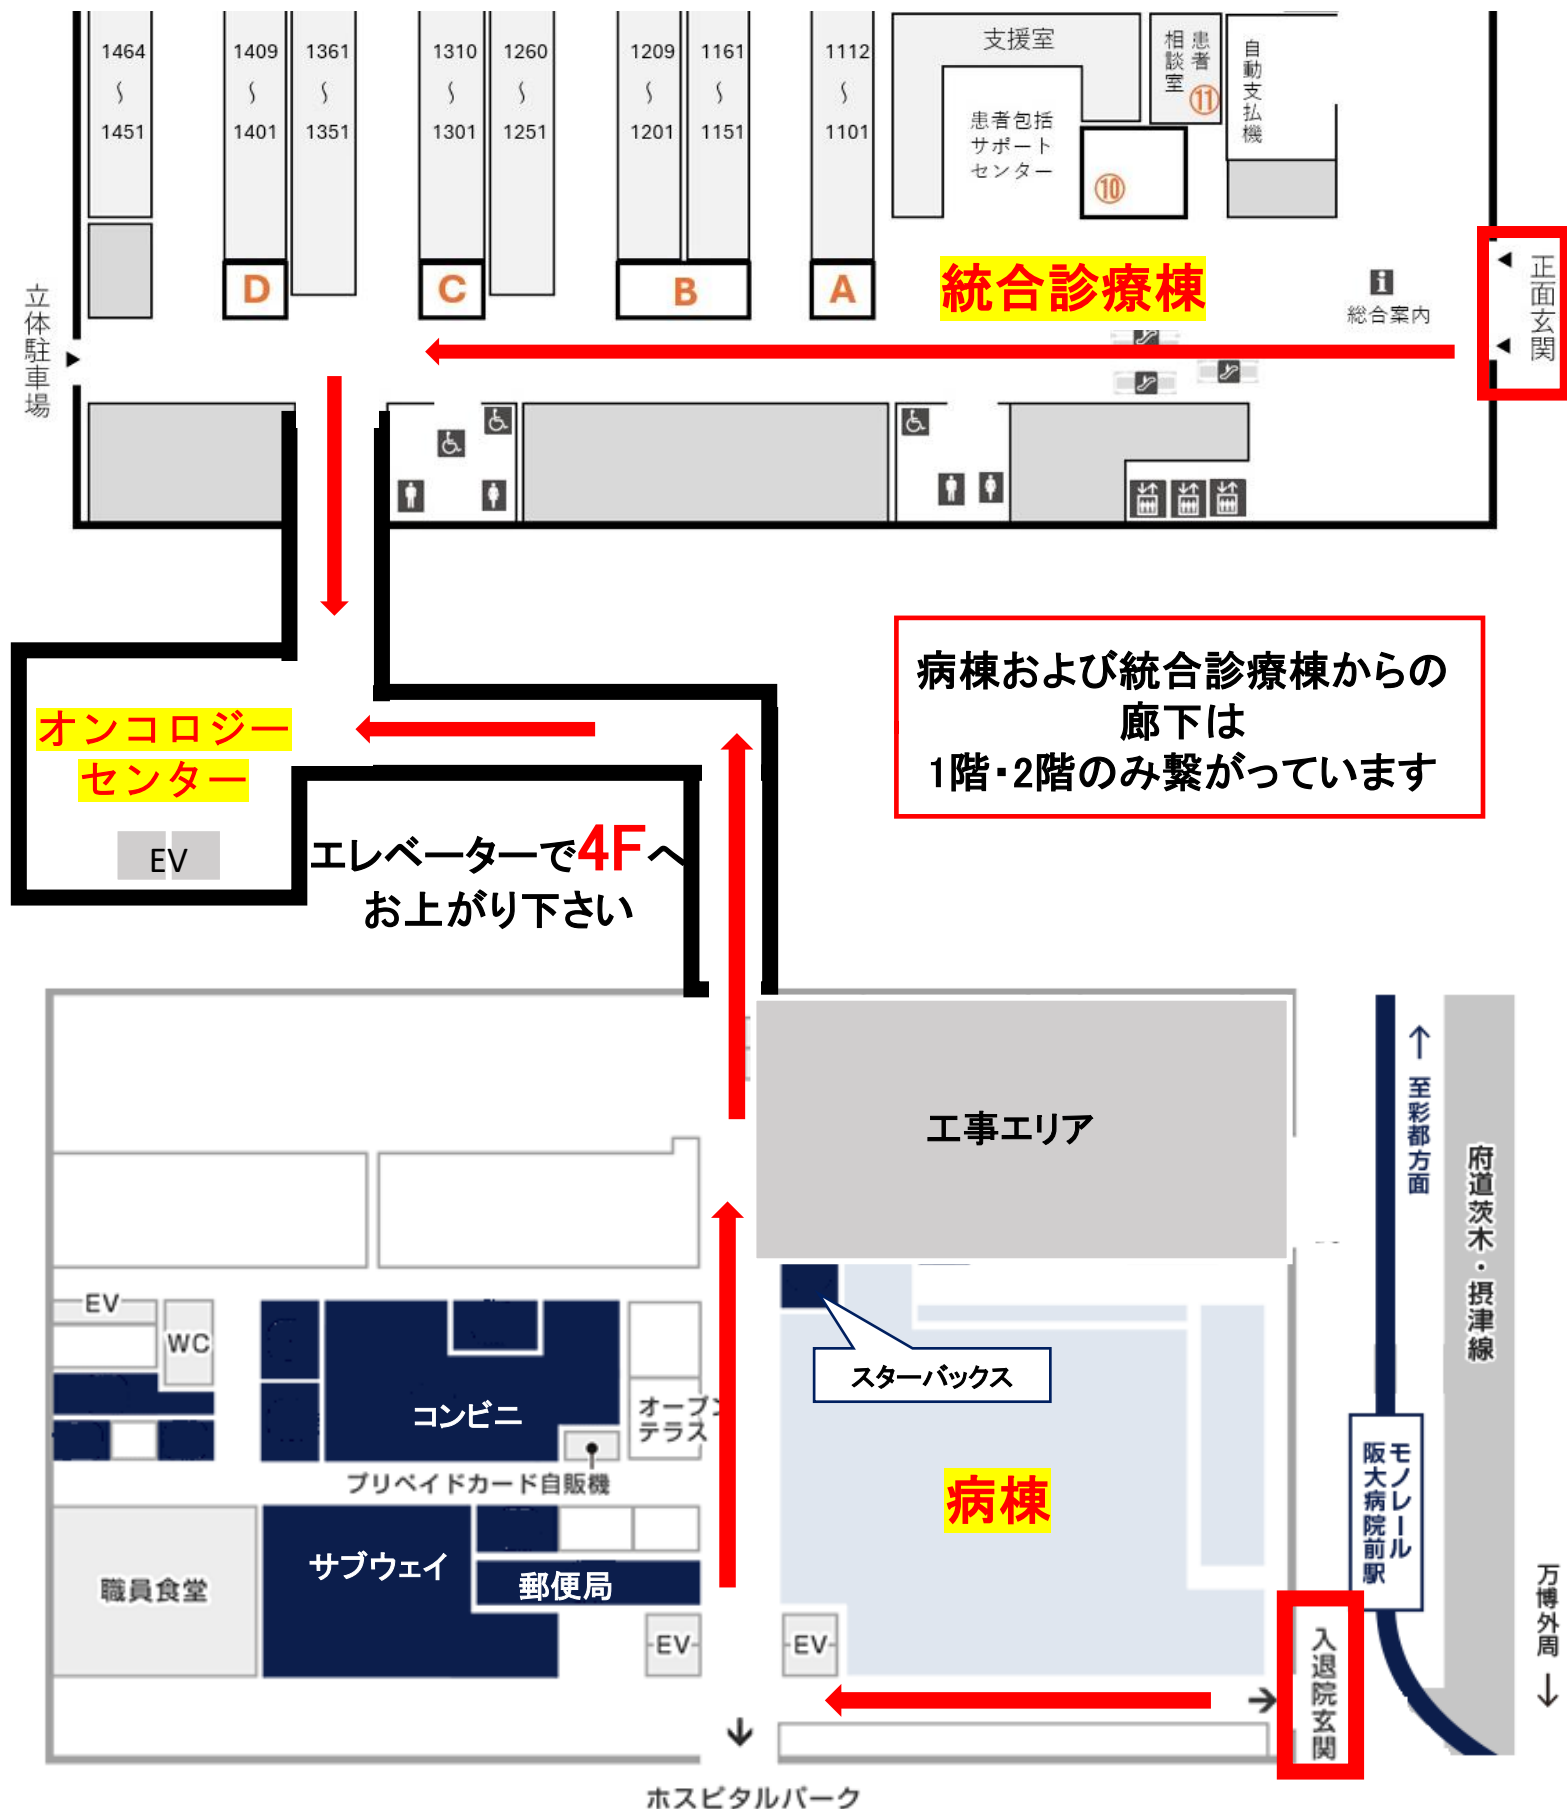 1464
〜
1451
1409
〜
1401
1361
〜
1351
1310
〜
1301
1260
〜
1251
1209
〜
1201
1161
〜
1151
1112
〜
1101
支援室
患者包括
サポート
センター
⑩
患者
相談室
⑪
自動支払機
D
C
B
A
統合診療棟
i
総合案内
正面玄関
立体駐車場
病棟および統合診療棟からの
廊下は
1階・2階のみ繋がっています
オンコロジー
センター
EV
エレベーターで4Fへ
お上がり下さい
工事エリア
↑ 至彩都方面
府道茨木・摂津線
EV
WC
コンビニ
オープン
テラス
スターバックス
プリペイドカード自販機
病棟
モノレール
阪大病院前駅
職員食堂
サブウェイ
郵便局
EV
EV
入退院玄関
万博外周 ↓
ホスピタルパーク